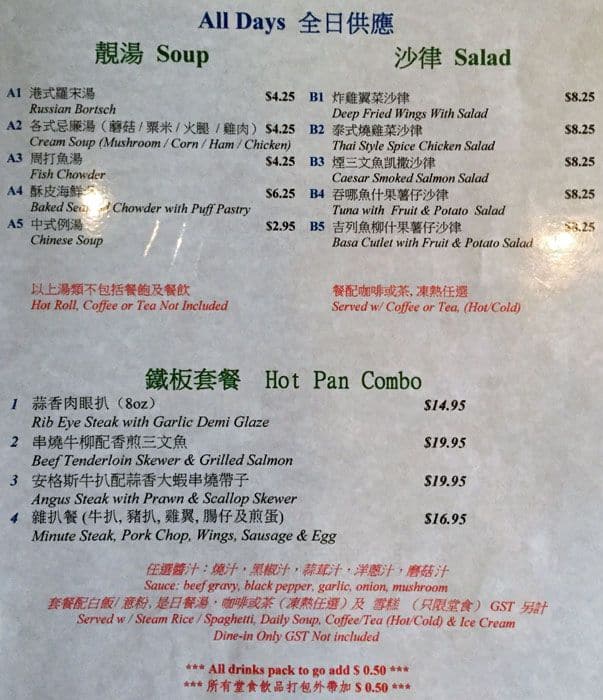 All Days 全日供應
靚湯 Soup
A1 港式羅宋湯 $4.25
Russian Bortsch
A2 各式忌廉湯（蘑菇 / 粟米 / 火腿 / 雞肉）$4.25
Cream Soup (Mushroom / Corn / Ham / Chicken)
A3 周打魚湯 $4.25
Fish Chowder
A4 酥皮海鮮 $6.25
Baked Chowder with Puff Pastry
A5 中式例湯 $2.95
Chinese Soup
以上湯類不包括餐飽及餐飲
Hot Roll, Coffee or Tea Not Included
沙律 Salad
B1 炸雞翼菜沙律 $8.25
Deep Fried Wings With Salad
B2 泰式燒雞菜沙律 $8.25
Thai Style Spice Chicken Salad
B3 煙三文魚凱撒沙律 $8.25
Caesar Smoked Salmon Salad
B4 吞哪魚什果薯仔沙律 $8.25
Tuna with Fruit & Potato Salad
B5 吉列魚柳什果薯仔沙律 $8.25
Basa Cutlet with Fruit & Potato Salad
餐配咖啡或茶, 凍熱任選
Served w/ Coffee or Tea, (Hot/Cold)
鐵板套餐 Hot Pan Combo
1 蒜香肉眼扒（8oz） $14.95
Rib Eye Steak with Garlic Demi Glaze
2 串燒牛柳配香煎三文魚 $19.95
Beef Tenderloin Skewer & Grilled Salmon
3 安格斯牛扒配蒜香大蝦串燒帶子 $19.95
Angus Steak with Prawn & Scallop Skewer
4 雜扒餐 (牛扒, 豬扒, 雞翼, 腸仔及煎蛋) $16.95
Minute Steak, Pork Chop, Wings, Sausage & Egg
任選醬汁：燒汁，黑椒汁，蒜茸汁，洋蔥汁，磨菇汁
Sauce: beef gravy, black pepper, garlic, onion, mushroom
套餐配白飯/ 意粉, 是日餐湯，咖啡或茶（凍熱任選）及 雪糕 （只限堂食） GST 另計
Served w / Steam Rice / Spaghetti, Daily Soup, Coffee/Tea (Hot/Cold) & Ice Cream
Dine-in Only GST Not included
*** All drinks pack to go add $ 0.50 ***
*** 所有堂食飲品打包外帶加 $ 0.50 ***